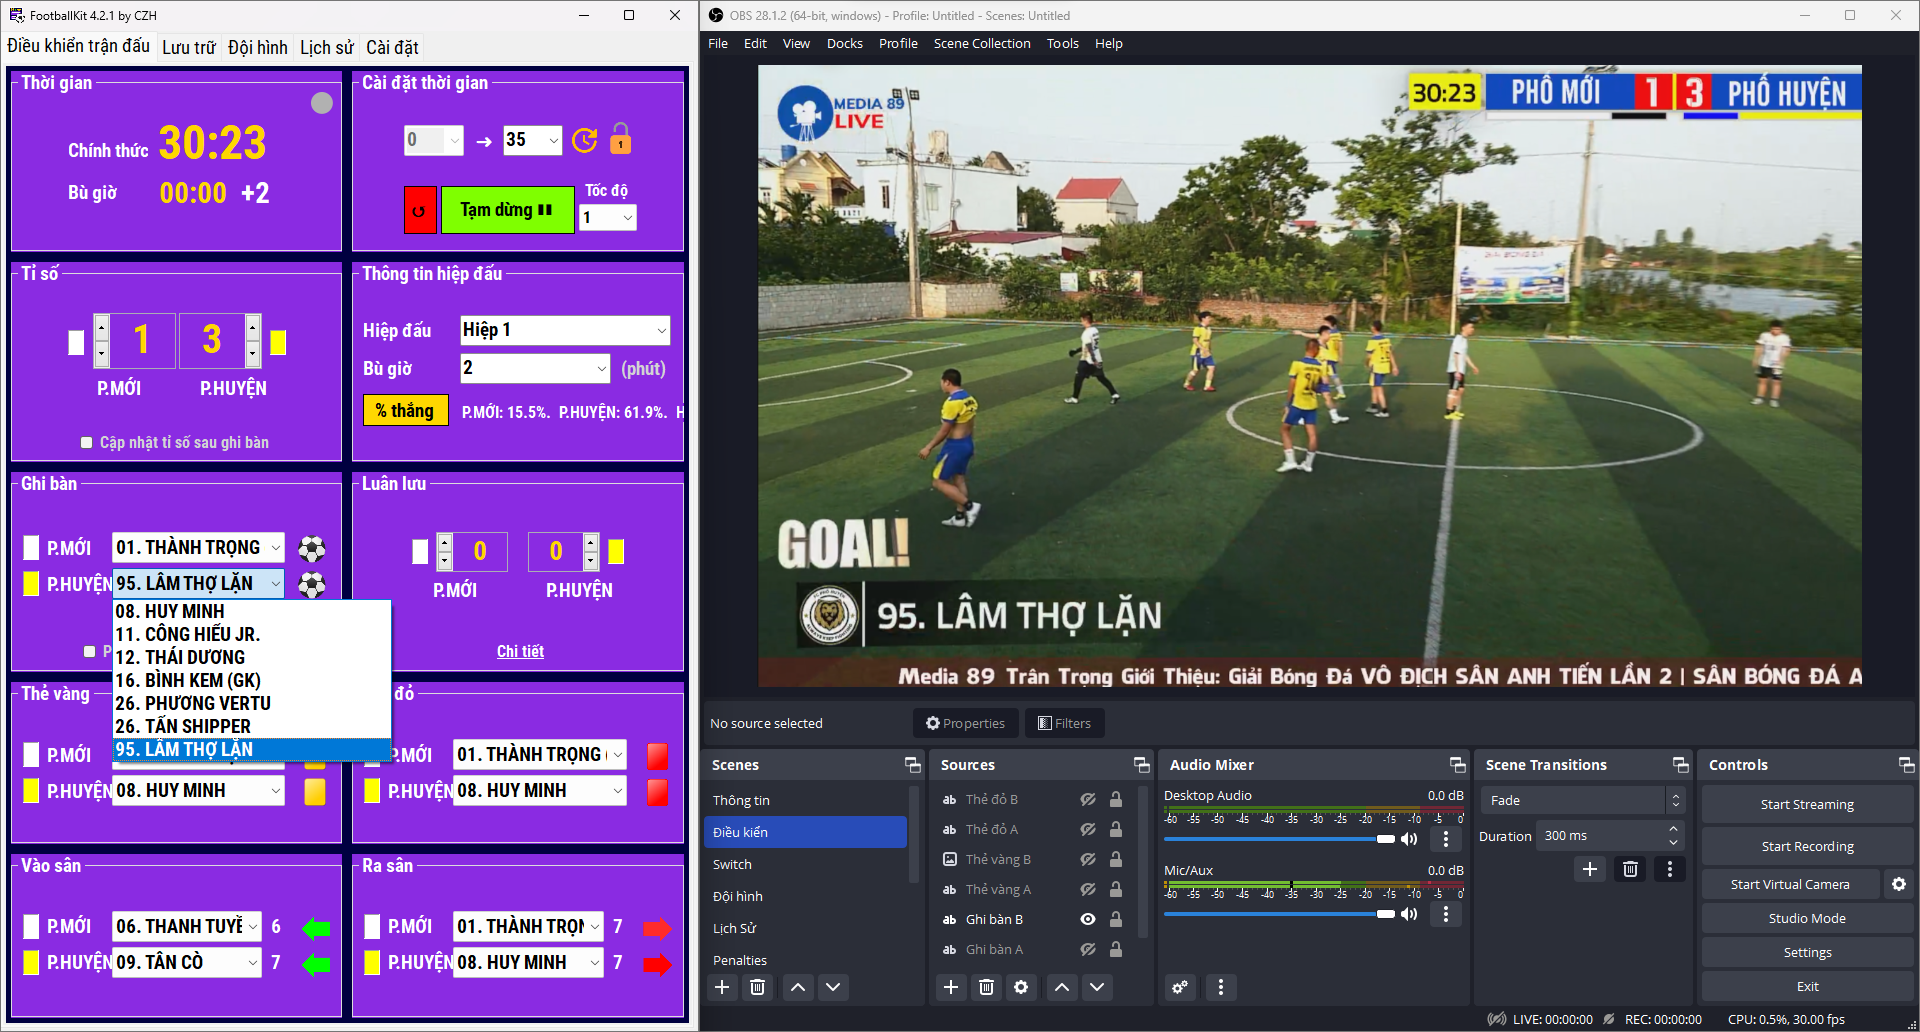 FootballKit 4.2.1 by CZH
Điều khiển trận đấu Lưu trữ Đội hình Lịch sử Cài đặt
Thời gian
Chính thức 30:23
Bù giờ 00:00 +2
Cài đặt thời gian
0 → 35 1
↺ Tạm dừng
Tốc độ
1
Tỉ số
1 3
P.MỚI P.HUYỆN
Cập nhật tỉ số sau ghi bàn
Thông tin hiệp đấu
Hiệp đấu Hiệp 1
Bù giờ 2 (phút)
% thắng P.MỚI: 15.5%. P.HUYỆN: 61.9%. H
Ghi bàn
P.MỚI 01. THÀNH TRỌNG
P.HUYỆN 95. LÂM THỢ LẶN
08. HUY MINH
11. CÔNG HIẾU JR.
12. THÁI DƯƠNG
16. BÌNH KEM (GK)
26. PHƯƠNG VERTU
26. TẤN SHIPPER
95. LÂM THỢ LẶN
P
Luân lưu
0 0
P.MỚI P.HUYỆN
Chi tiết
Thẻ vàng
P.MỚI
P.HUYỆN 08. HUY MINH
đỏ
P.MỚI 01. THÀNH TRỌNG (
P.HUYỆN 08. HUY MINH
Vào sân
P.MỚI 06. THANH TUYỀ 6
P.HUYỆN 09. TÂN CÒ 7
Ra sân
P.MỚI 01. THÀNH TRỌN 7
P.HUYỆN 08. HUY MINH 7
OBS 28.1.2 (64-bit, windows) - Profile: Untitled - Scenes: Untitled
File Edit View Docks Profile Scene Collection Tools Help
MEDIA 89
LIVE
30:23 PHỐ MỚI 1 3 PHỐ HUYỆN
GOAL!
95. LÂM THỢ LẶN
Media 89 Trân Trọng Giới Thiệu: Giải Bóng Đá VÔ ĐỊCH SÂN ANH TIẾN LẦN 2 | SÂN BÓNG ĐÁ A
No source selected Properties Filters
Scenes
Thông tin
Điều kiển
Switch
Đội hình
Lịch Sử
Penalties
Sources
ab Thẻ đỏ B
ab Thẻ đỏ A
Thẻ vàng B
ab Thẻ vàng A
ab Ghi bàn B
ab Ghi bàn A
Audio Mixer
Desktop Audio 0.0 dB
-60 -55 -50 -45 -40 -35 -30 -25 -20 -15 -10 -5 0
Mic/Aux 0.0 dB
-60 -55 -50 -45 -40 -35 -30 -25 -20 -15 -10 -5 0
Scene Transitions
Fade
Duration 300 ms
Controls
Start Streaming
Start Recording
Start Virtual Camera
Studio Mode
Settings
Exit
LIVE: 00:00:00 REC: 00:00:00 CPU: 0.5%, 30.00 fps